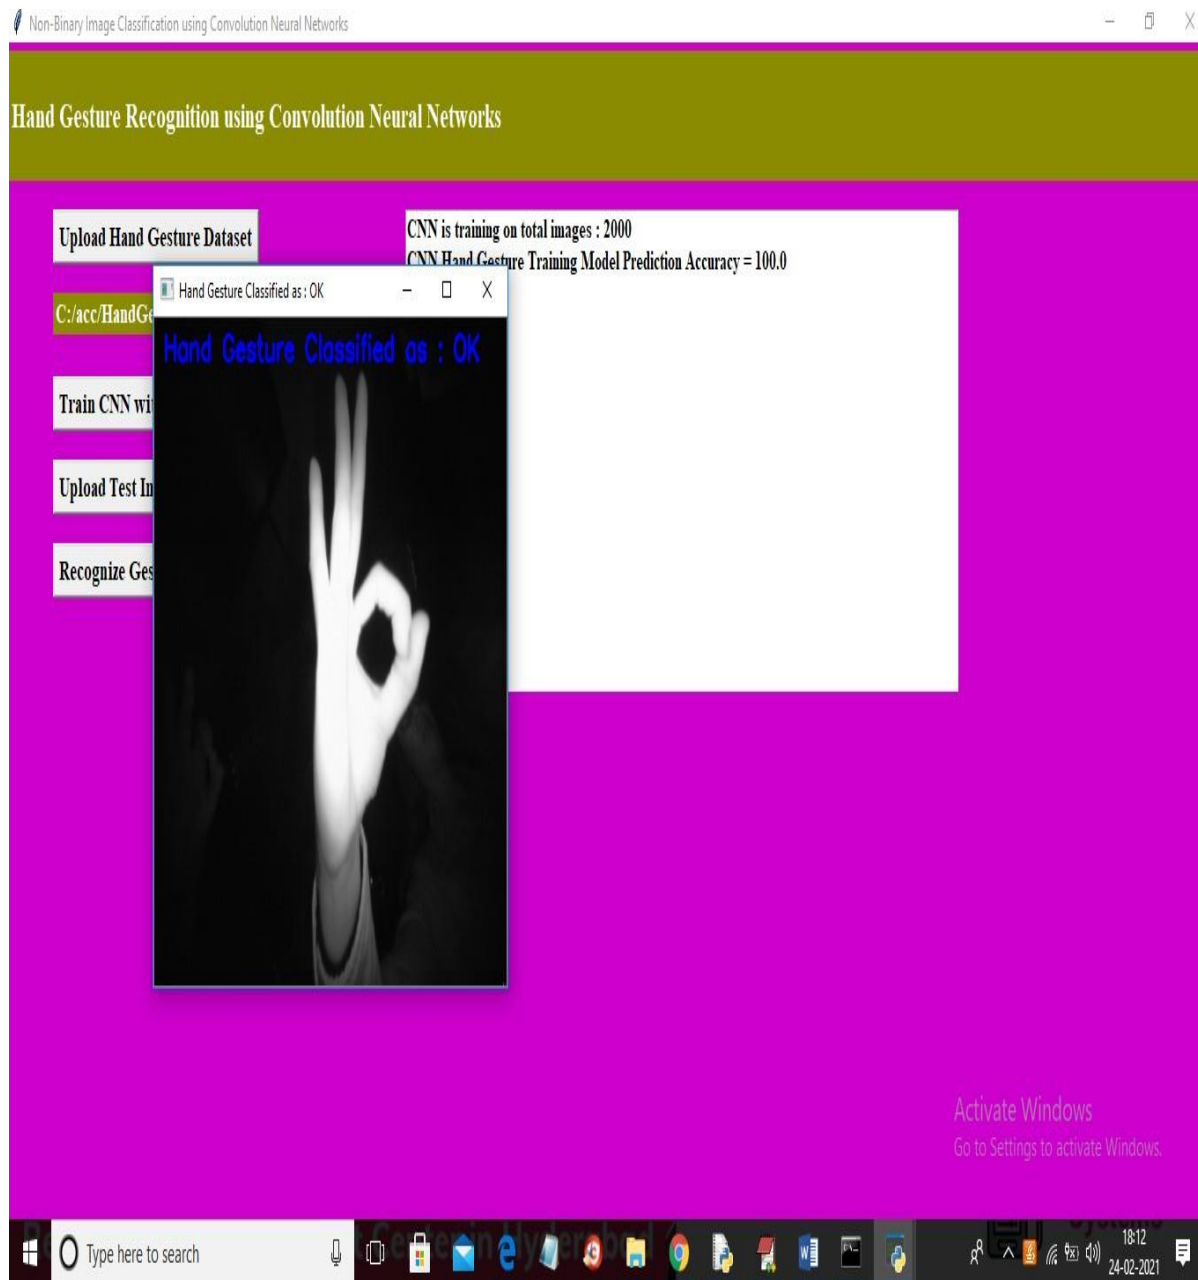 Non-Binary Image Classification using Convolution Neural Networks
Hand Gesture Recognition using Convolution Neural Networks
Upload Hand Gesture Dataset
CNN is training on total images : 2000
CNN Hand Gesture Training Model Prediction Accuracy = 100.0
Hand Gesture Classified as : OK
C:/acc/HandGe
Hand Gesture Classified as : OK
Train CNN wi
Upload Test In
Recognize Ges
Activate Windows
Go to Settings to activate Windows.
Type here to search
18:12
24-02-2021